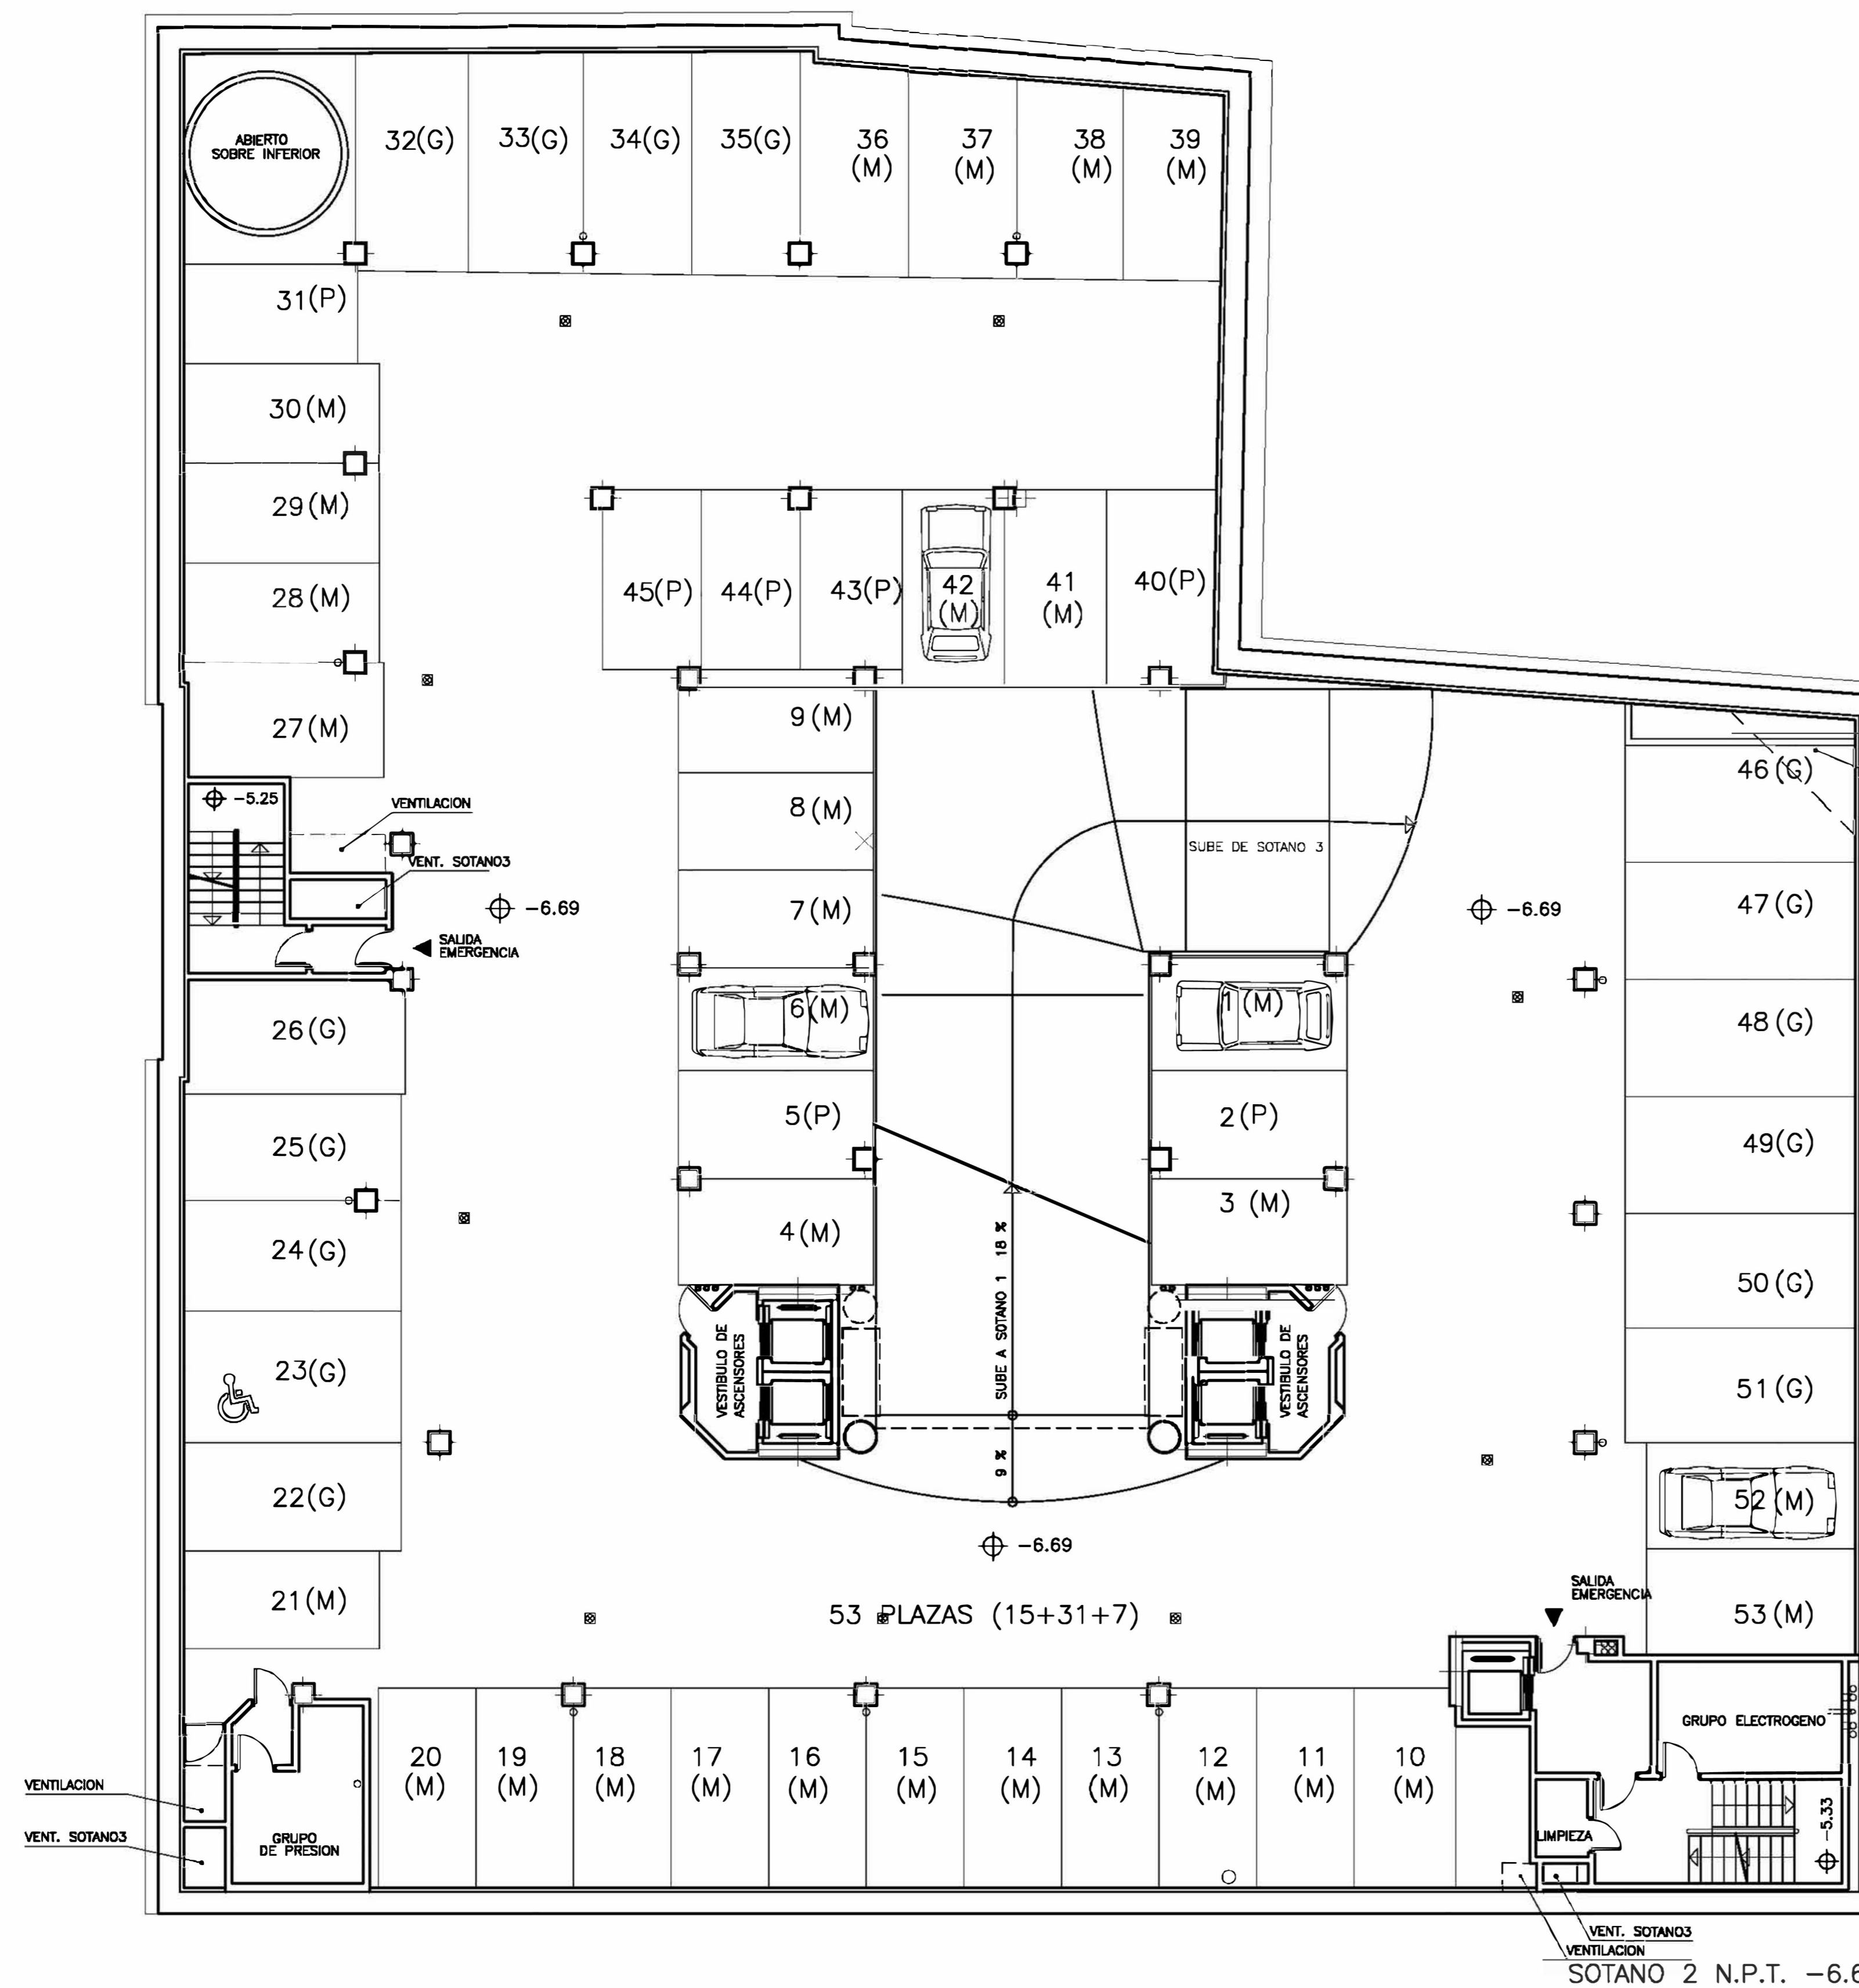 ABIERTO
SOBRE INFERIOR
32(G)
33(G)
34(G)
35(G)
36
(M)
37
(M)
38
(M)
39
(M)
31(P)
30(M)
29(M)
28(M)
27(M)
45(P)
44(P)
43(P)
42
(M)
41
(M)
40(P)
9(M)
8(M)
7(M)
6(M)
5(P)
4(M)
1(M)
2(P)
3 (M)
SUBE DE SOTANO 3
46(G)
47(G)
48(G)
49(G)
50(G)
51(G)
52(M)
53(M)
-5.25
VENTILACION
VENT. SOTANO3
-6.69
SALIDA
EMERGENCIA
-6.69
26(G)
25(G)
24(G)
23(G)
22(G)
21(M)
VESTIBULO DE
ASCENSORES
SUBE A SOTANO 1 18 %
9 %
VESTIBULO DE
ASCENSORES
-6.69
53 PLAZAS (15+31+7)
SALIDA
EMERGENCIA
GRUPO ELECTROGENO
20
(M)
19
(M)
18
(M)
17
(M)
16
(M)
15
(M)
14
(M)
13
(M)
12
(M)
11
(M)
10
(M)
VENTILACION
VENT. SOTANO3
GRUPO
DE PRESION
LIMPIEZA
-5.33
VENT. SOTANO3
VENTILACION
SOTANO 2 N.P.T. -6.6